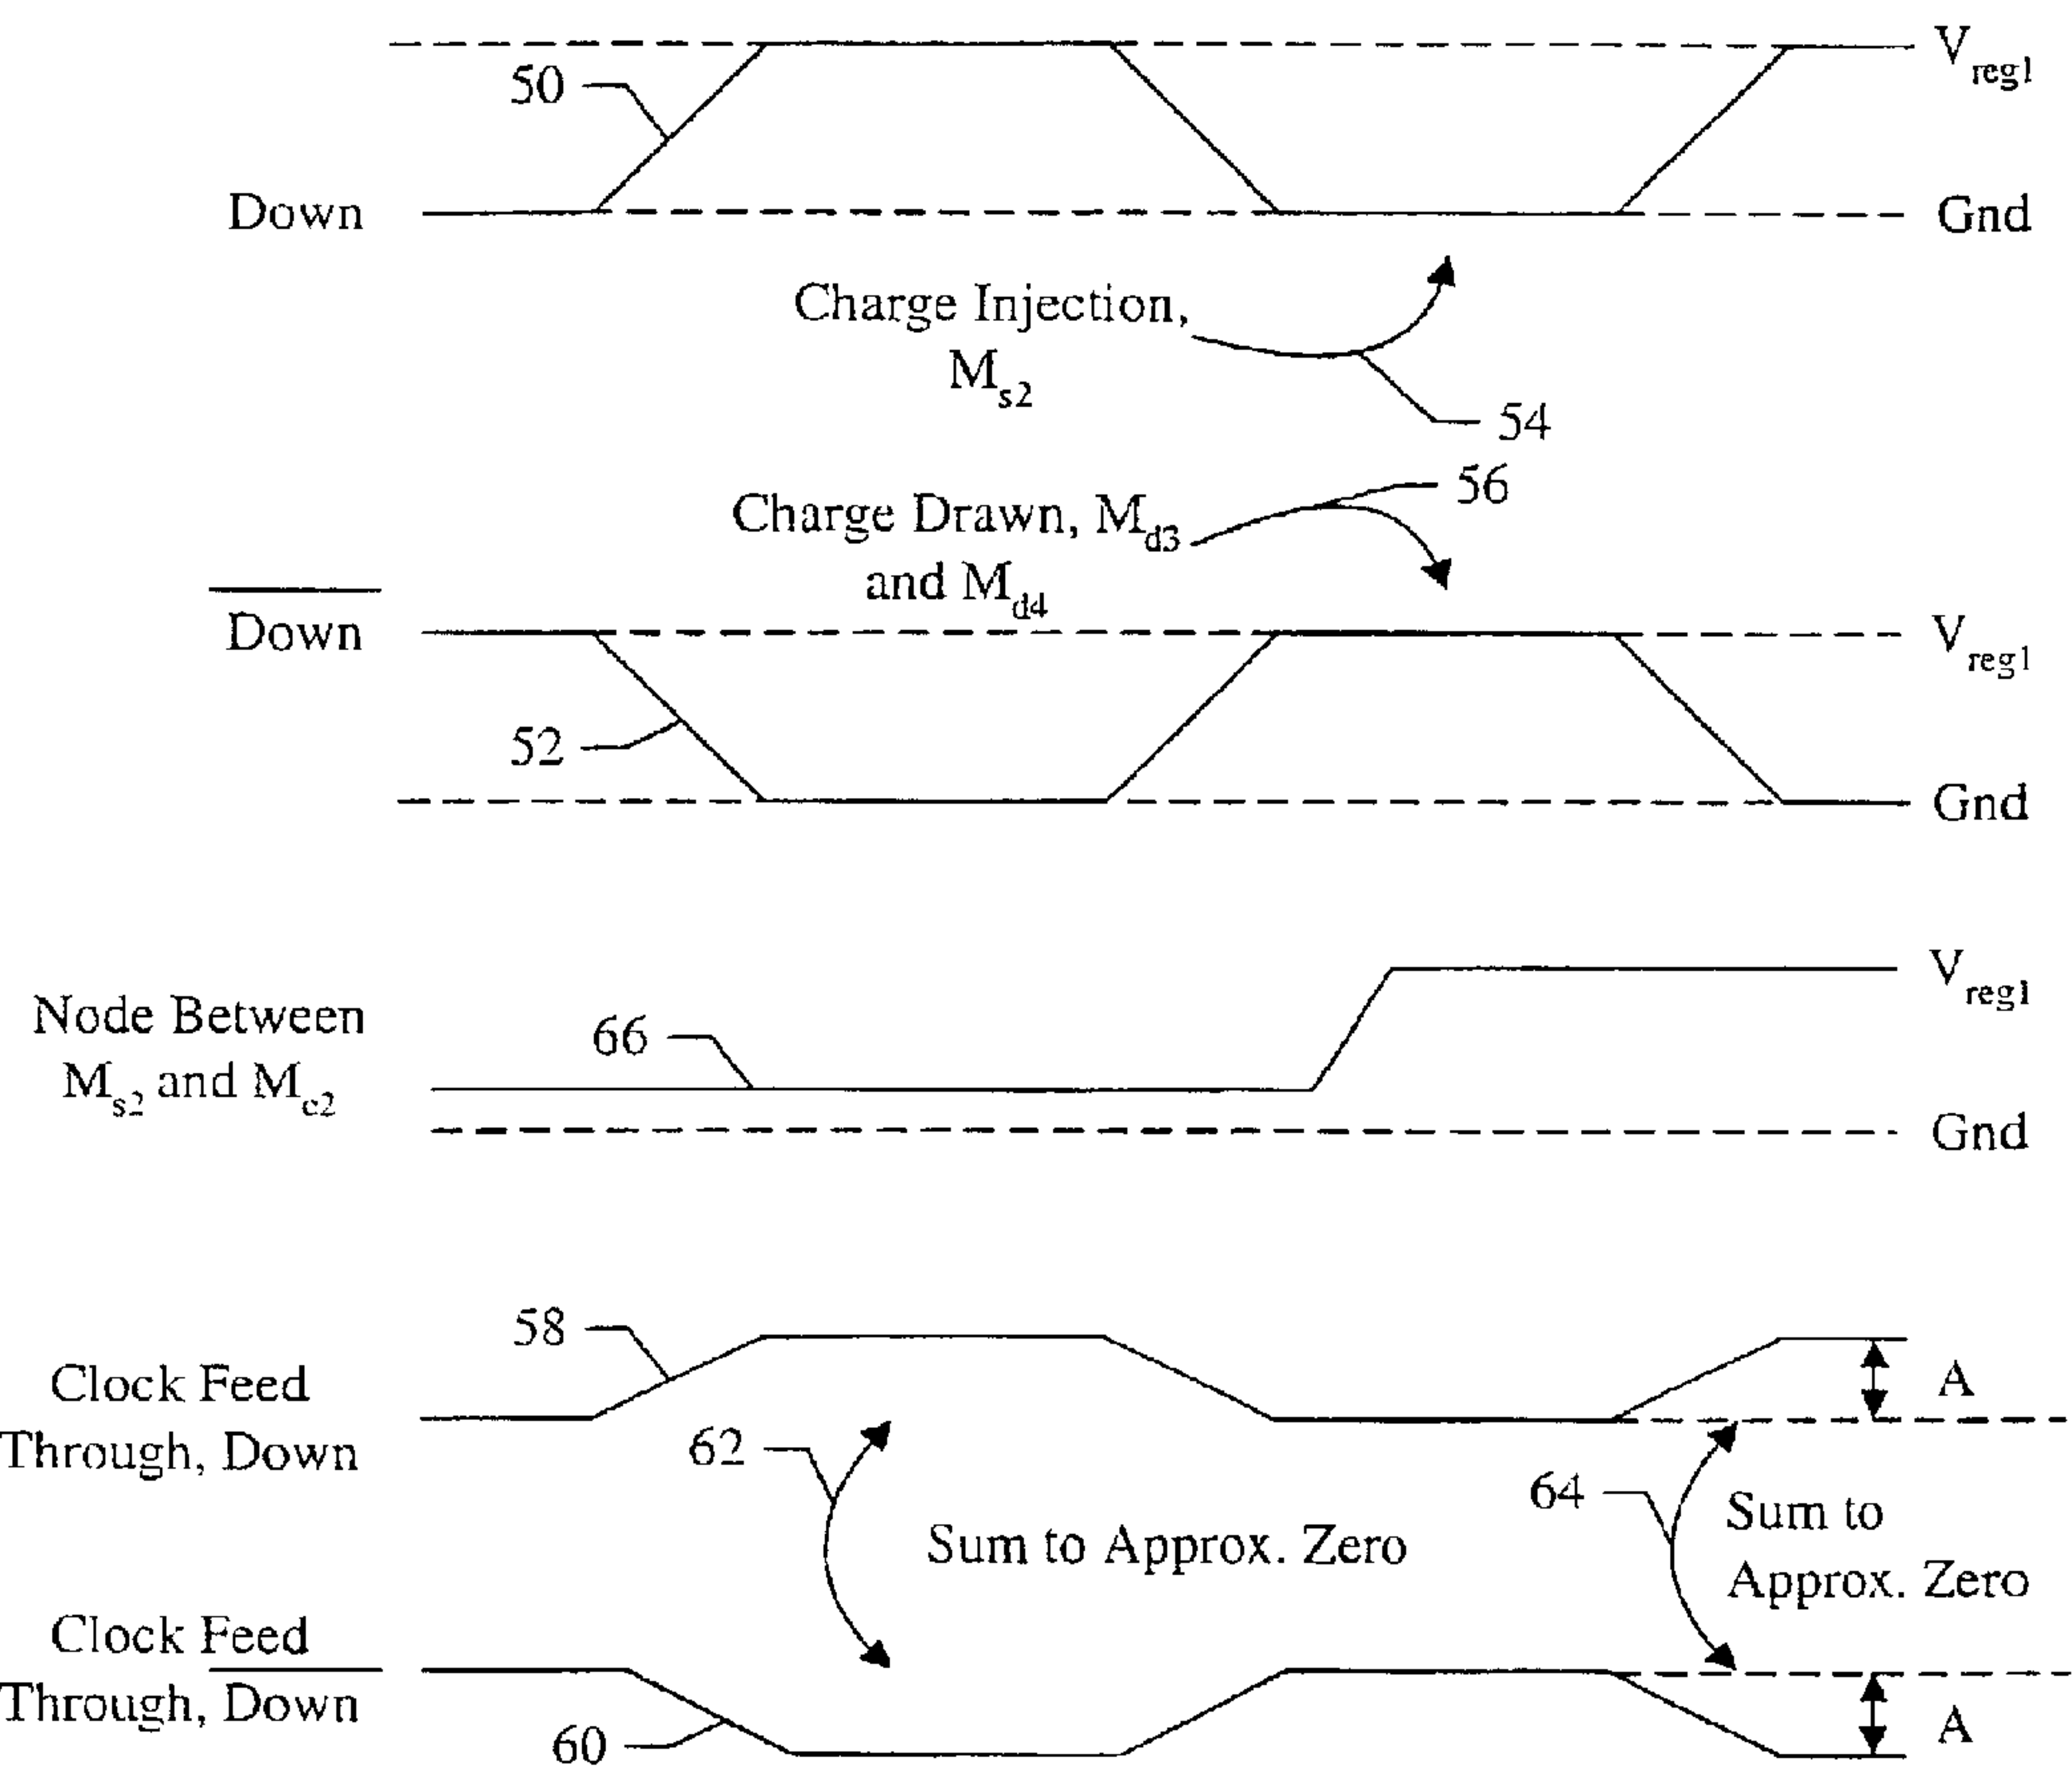 V_reg1
50
Down
Gnd
Charge Injection,
M_s2
54
56
Charge Drawn, M_d3
and M_d4
Down
V_reg1
52
Gnd
V_reg1
Node Between
66
M_s2 and M_c2
Gnd
58
Clock Feed
A
Through, Down
62
64
Sum to
Sum to Approx. Zero
Approx. Zero
Clock Feed
Through, Down
60
A